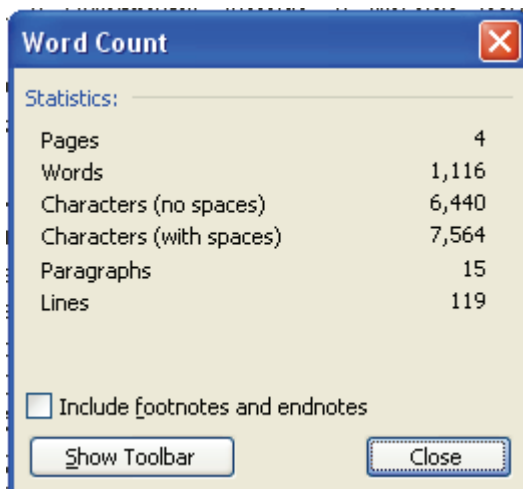 Word Count
Statistics:
Pages 4
Words 1,116
Characters (no spaces) 6,440
Characters (with spaces) 7,564
Paragraphs 15
Lines 119
Include footnotes and endnotes
Show Toolbar Close